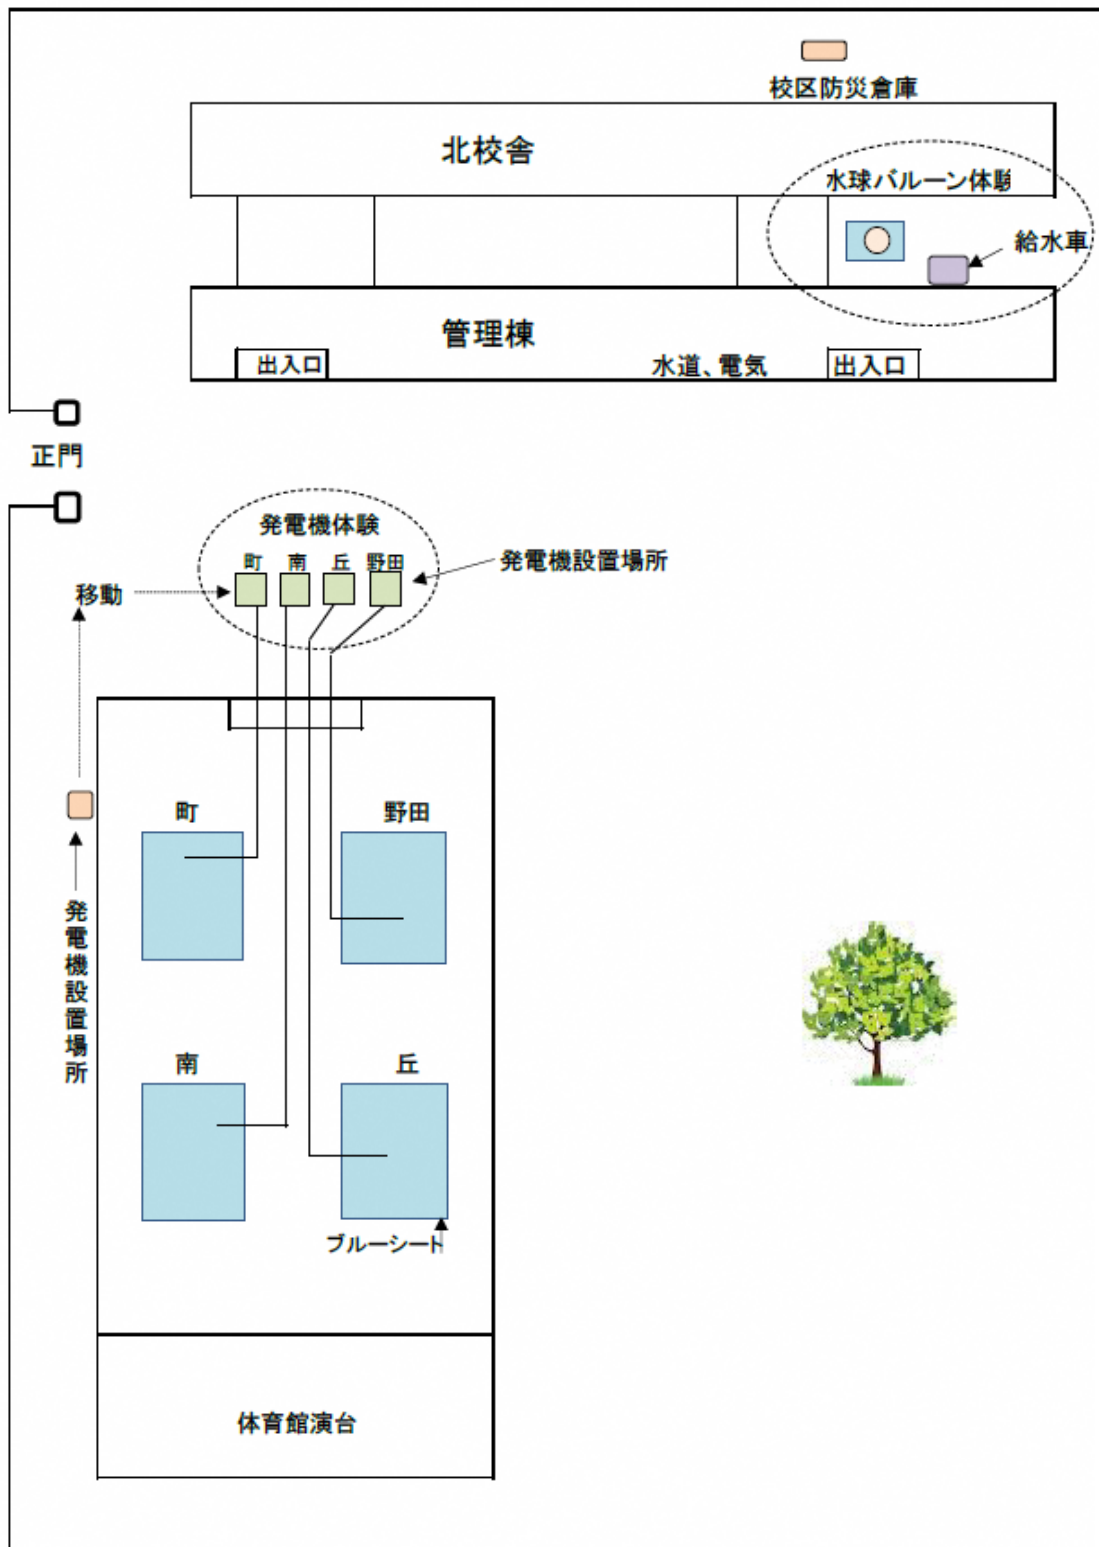 校区防災倉庫
北校舎
水球バルーン体験
給水車
管理棟
出入口
水道、電気
出入口
正門
発電機体験
町 南 丘 野田
発電機設置場所
移動
町
野田
発電機設置場所
南
丘
ブルーシート
体育館演台